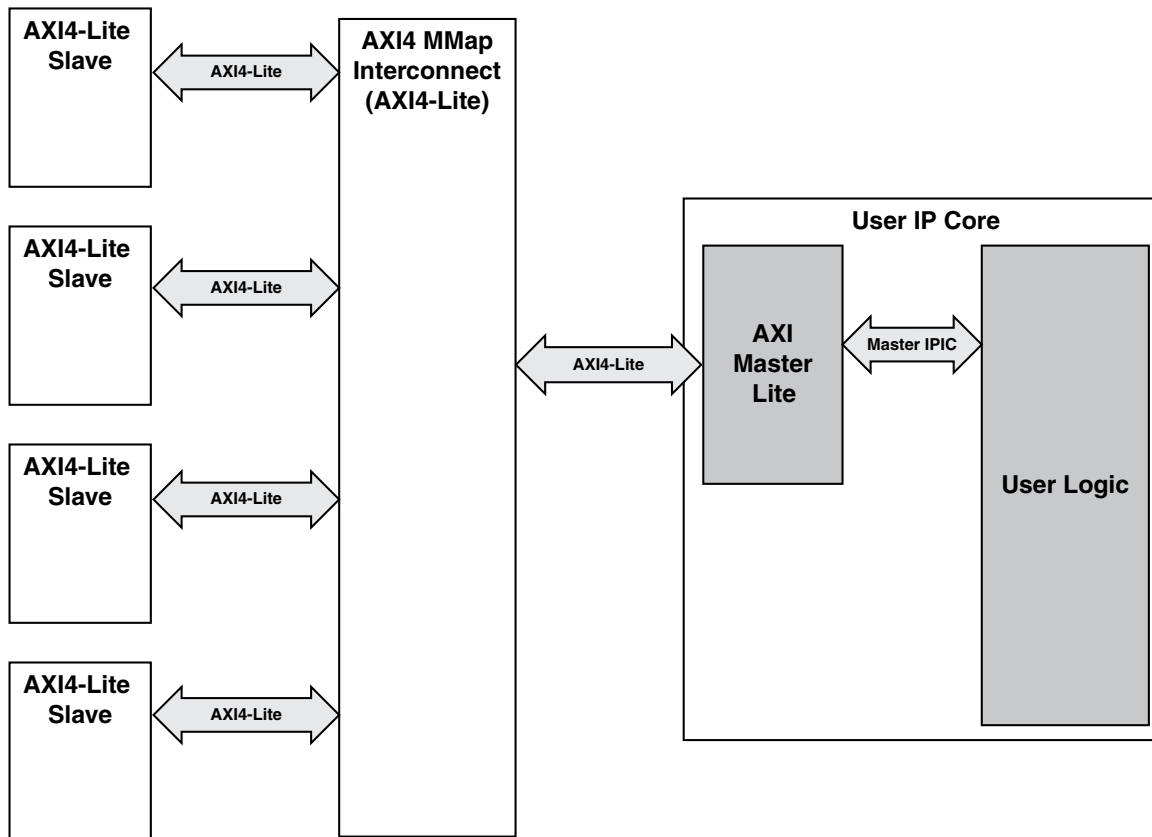 AXI4-Lite
Slave
AXI4-Lite
AXI4 MMap
Interconnect
(AXI4-Lite)
AXI4-Lite
Slave
AXI4-Lite
User IP Core
AXI
Master
Lite
Master IPIC
AXI4-Lite
User Logic
AXI4-Lite
Slave
AXI4-Lite
AXI4-Lite
Slave
AXI4-Lite